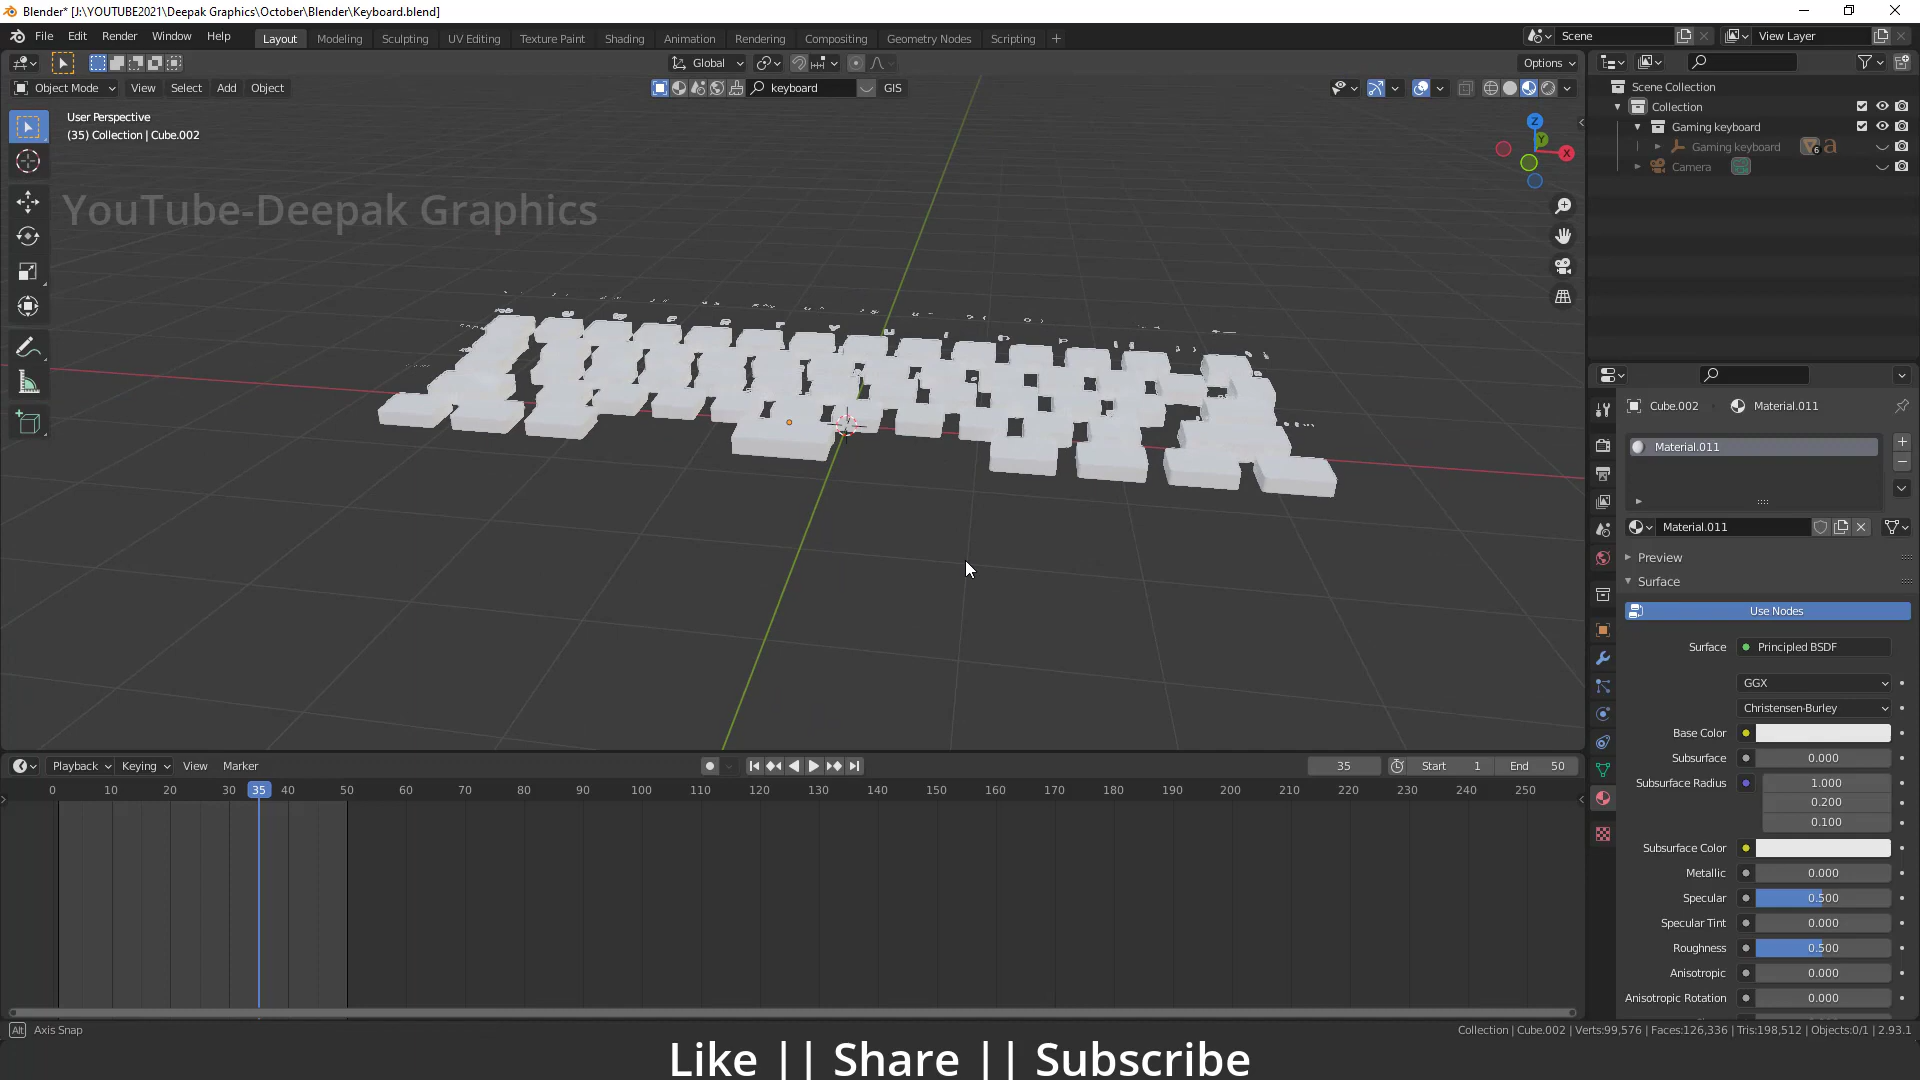 Blender* [J:\YOUTUBE2021\Deepak Graphics\October\Blender\Keyboard.blend]
File Edit Render Window Help Layout Modeling Sculpting UV Editing Texture Paint Shading Animation Rendering Compositing Geometry Nodes Scripting + Scene View Layer
Global Options
Object Mode View Select Add Object keyboard GIS
User Perspective
(35) Collection | Cube.002
YouTube-Deepak Graphics
Z
Y
X
Scene Collection
Collection
Gaming keyboard
Gaming keyboard 6
Camera
Cube.002 Material.011
Material.011
Material.011
Preview
Surface
Use Nodes
Surface Principled BSDF
GGX
Christensen-Burley
Base Color
Subsurface 0.000
Subsurface Radius 1.000
0.200
0.100
Subsurface Color
Metallic 0.000
Specular 0.500
Specular Tint 0.000
Roughness 0.500
Anisotropic 0.000
Anisotropic Rotation 0.000
Playback Keying View Marker 35 Start 1 End 50
0 10 20 30 35 40 50 60 70 80 90 100 110 120 130 140 150 160 170 180 190 200 210 220 230 240 250
Alt Axis Snap
Collection | Cube.002 | Verts:99,576 | Faces:126,336 | Tris:198,512 | Objects:0/1 | 2.93.1
Like || Share || Subscribe